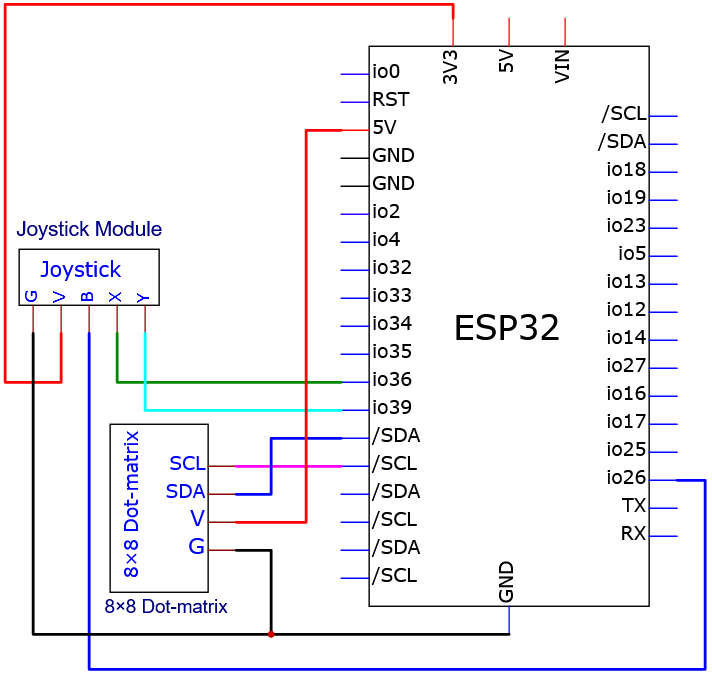 3V3
5V
VIN
io0
RST
5V
GND
GND
io2
io4
io32
io33
io34
io35
io36
io39
/SDA
/SCL
/SDA
/SCL
/SDA
/SCL
ESP32
/SCL
/SDA
io18
io19
io23
io5
io13
io12
io14
io27
io16
io17
io25
io26
TX
RX
GND
Joystick Module
Joystick
G
V
B
X
Y
8×8 Dot-matrix
SCL
SDA
V
G
8×8 Dot-matrix